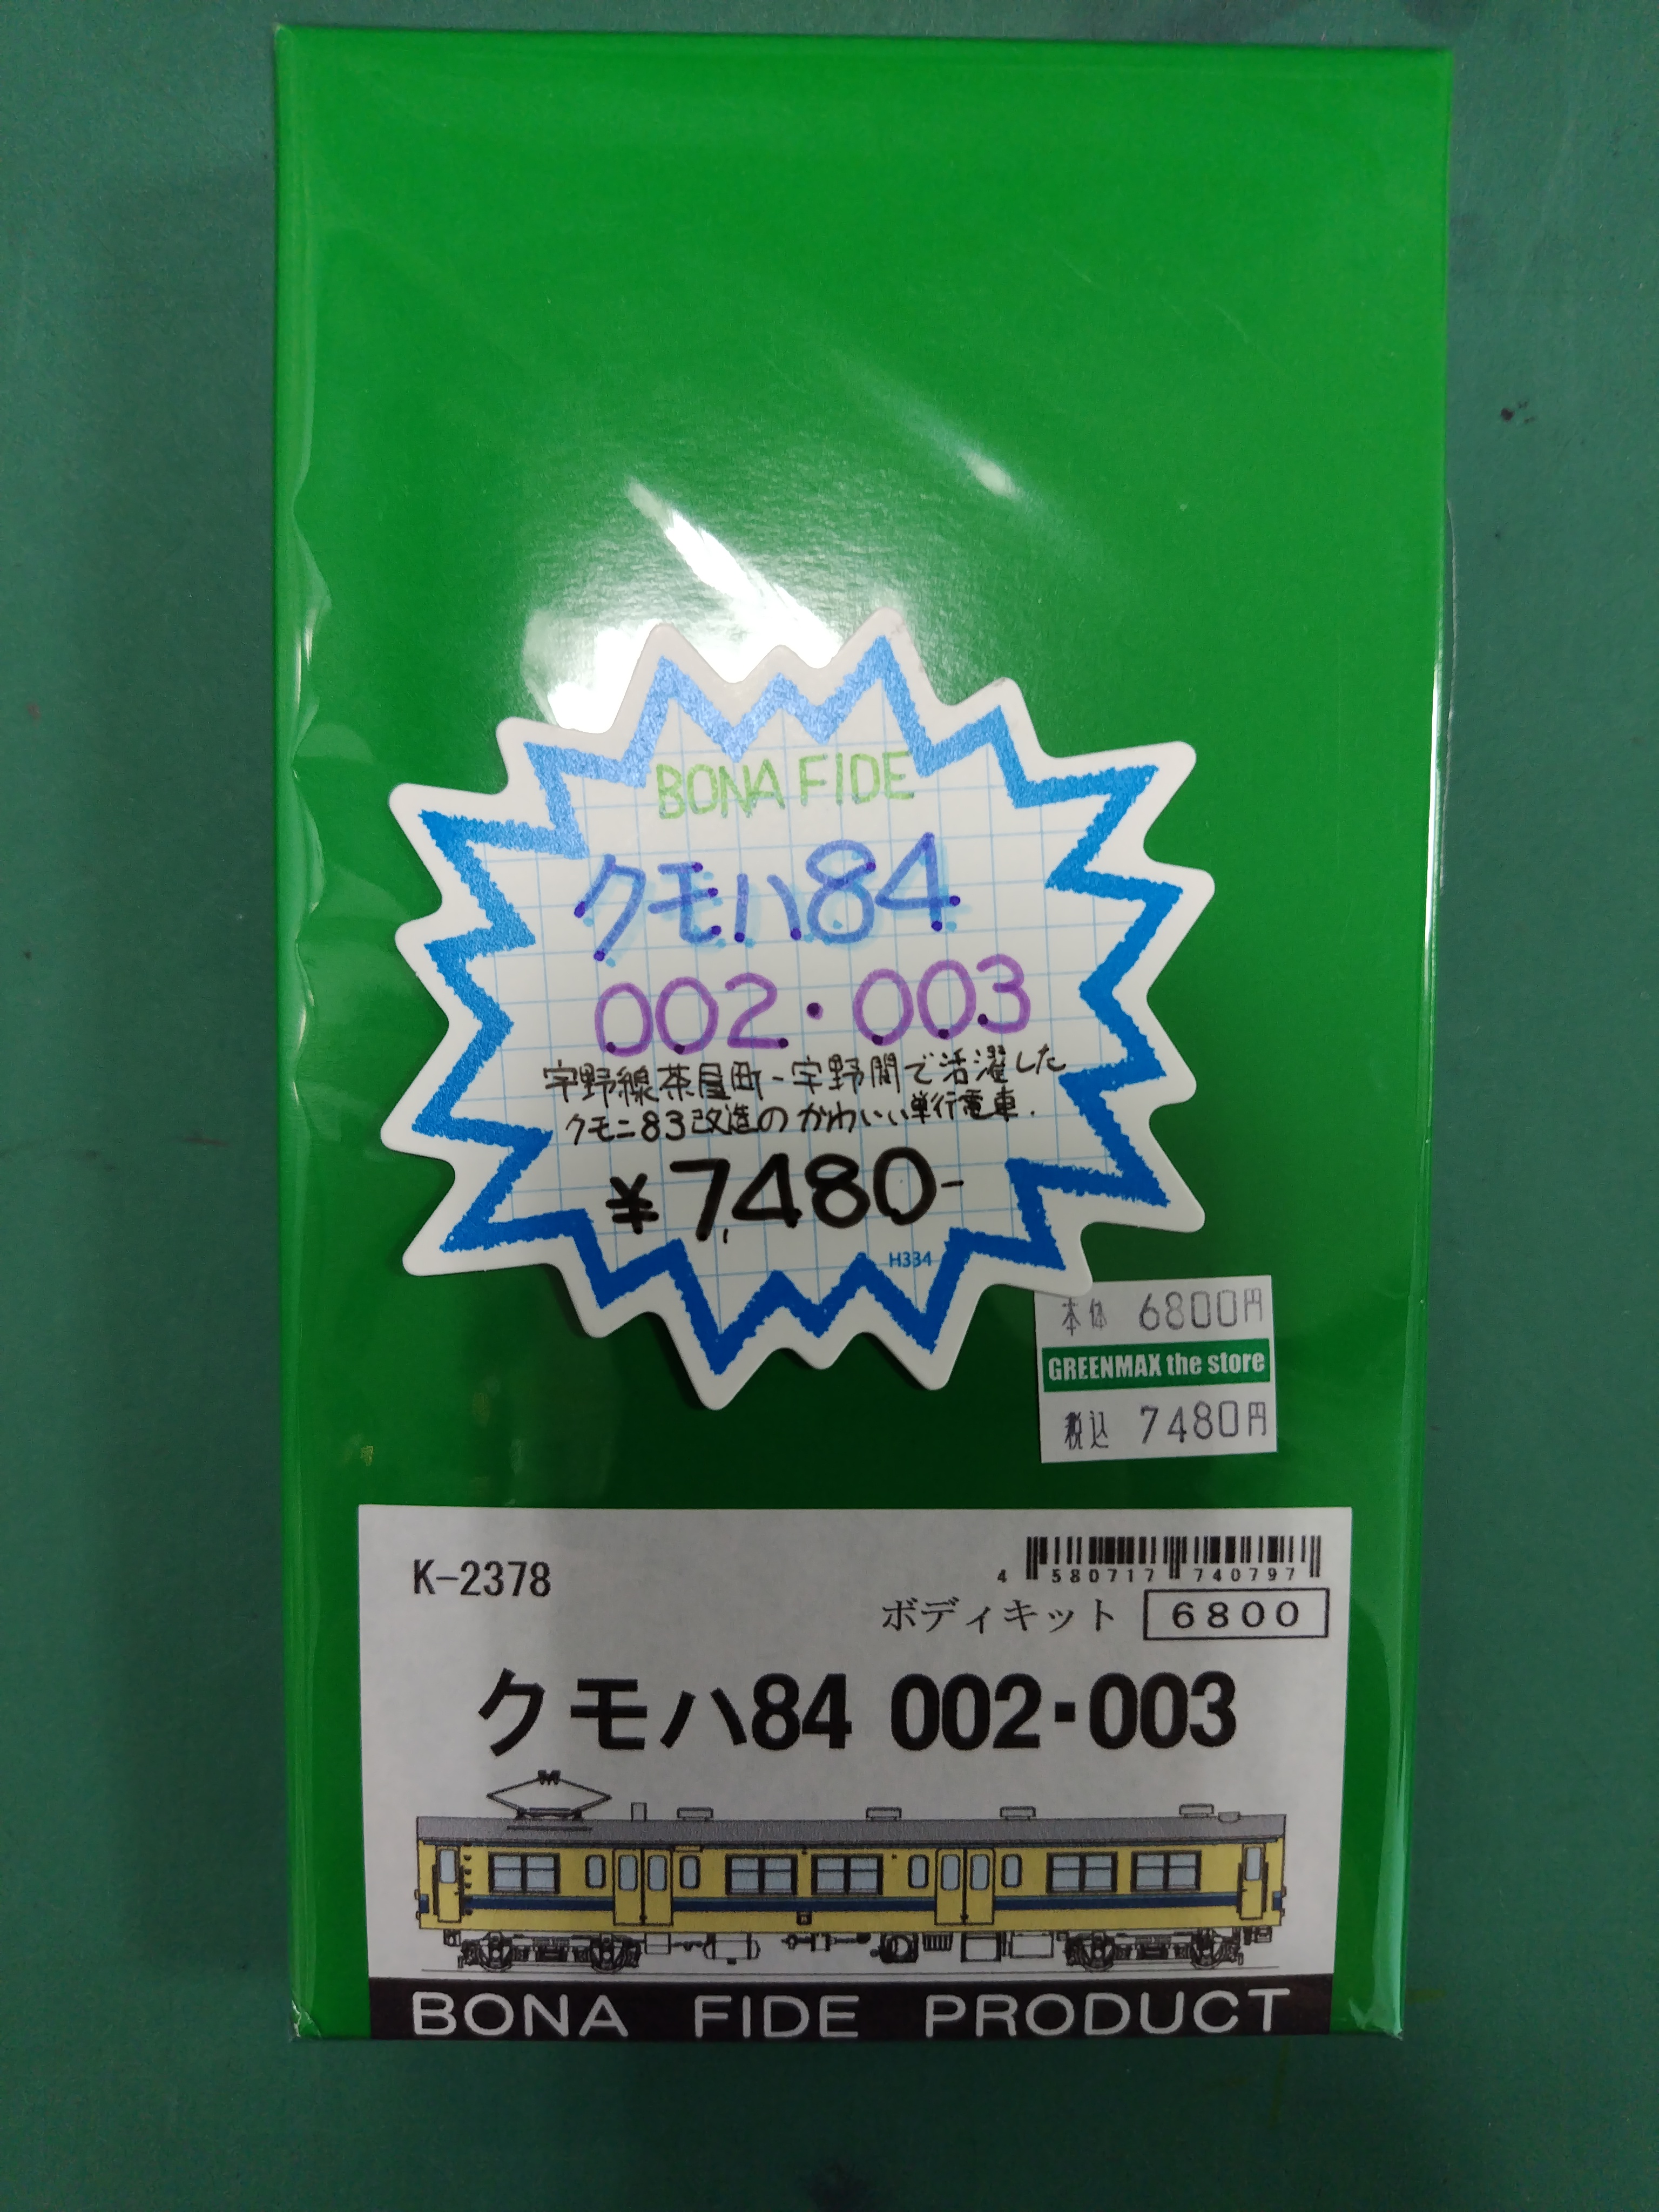 BONA FIDE
クモハ84
002・003
宇野線茶屋町-宇野間で活濯した
クモニ83改造のかわいい単行電車.
¥7,480-
H334
本体 6800円
GREENMAX the store
税込 7480円
K-2378
4 580717 740797
ボディキット 6800
クモハ84 002・003
BONA FIDE PRODUCT